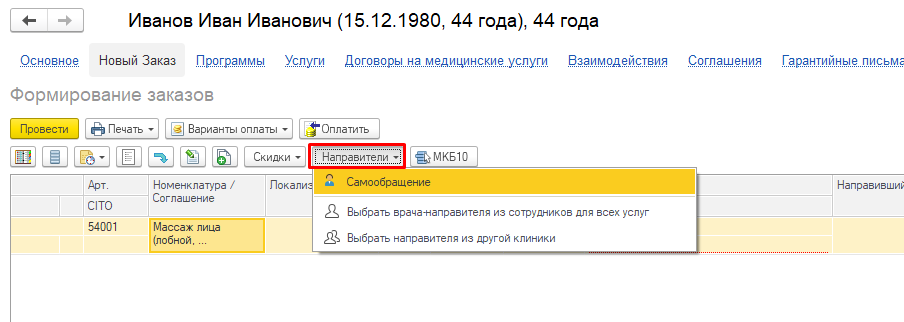 Иванов Иван Иванович (15.12.1980, 44 года), 44 года
Основное Новый Заказ Программы Услуги Договоры на медицинские услуги Взаимодействия Соглашения Гарантийные письма
Формирование заказов
Провести Печать Варианты оплаты Оплатить
Скидки Направители МКБ10
Самообращение
Выбрать врача-направителя из сотрудников для всех услуг
Выбрать направителя из другой клиники
Арт. Номенклатура / Соглашение Направивший
CITO
54001 Массаж лица
(лобной, ...